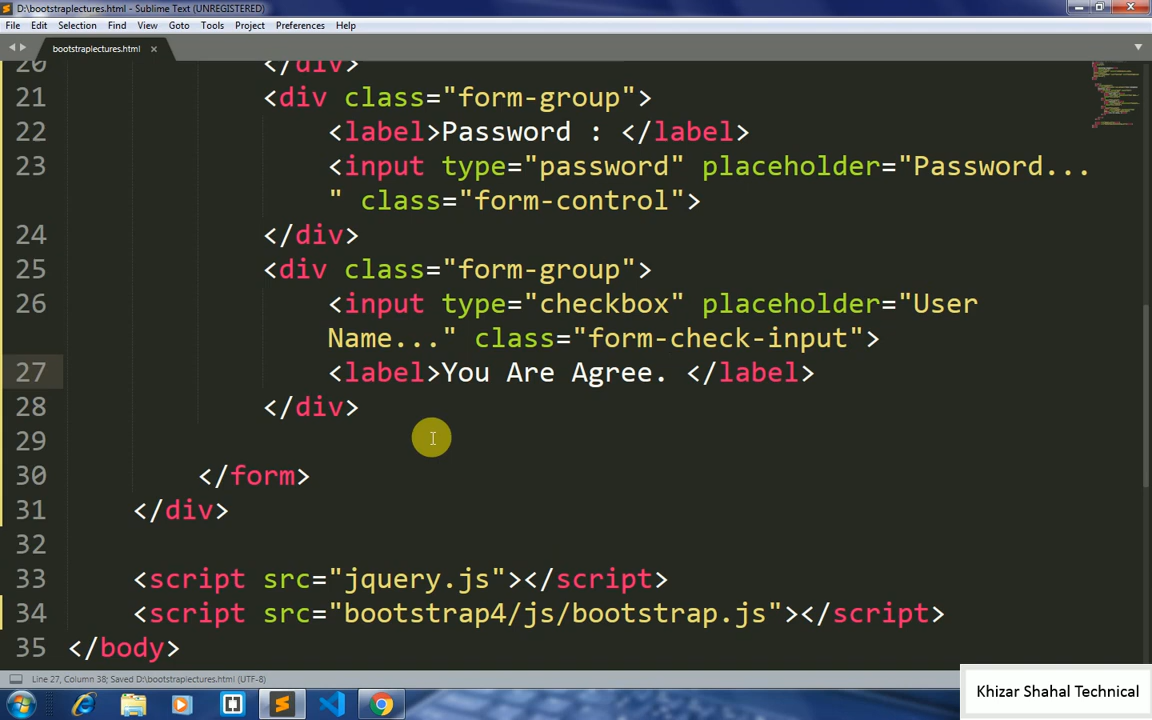 D:\bootstraplectures.html - Sublime Text (UNREGISTERED)
File Edit Selection Find View Goto Tools Project Preferences Help
bootstraplectures.html
20 </div>
21 <div class="form-group">
22 <label>Password : </label>
23 <input type="password" placeholder="Password...
" class="form-control">
24 </div>
25 <div class="form-group">
26 <input type="checkbox" placeholder="User
Name..." class="form-check-input">
27 <label>You Are Agree. </label>
28 </div>
29
30 </form>
31 </div>
32
33 <script src="jquery.js"></script>
34 <script src="bootstrap4/js/bootstrap.js"></script>
35 </body>
Line 27, Column 38; Saved D:\bootstraplectures.html (UTF-8)
Khizar Shahal Technical